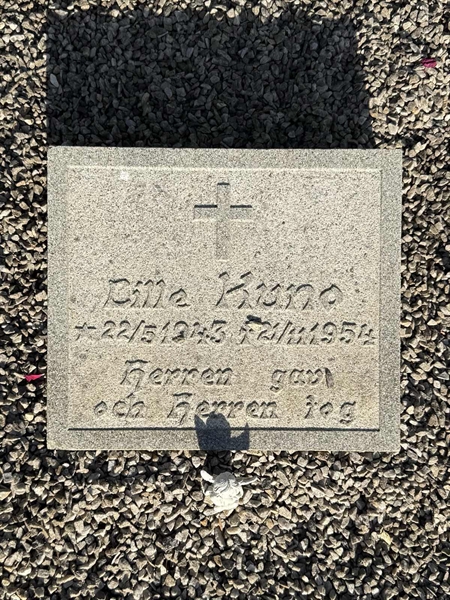 Lille Kuno
* 22/5 1943 † 21/11 1954
Herren gav
och Herren tog